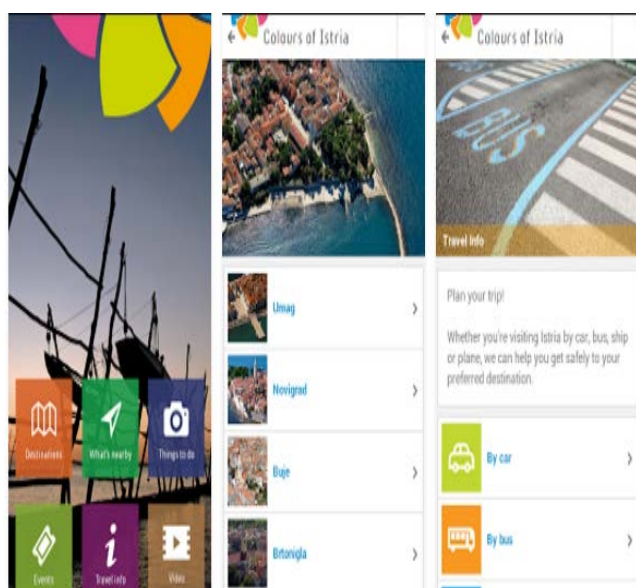 Destinations
What's nearby
Things to do
Events
Travel info
Video
Colours of Istria
Umag
Novigrad
Buje
Brtonigla
Colours of Istria
BUS
Travel Info
Plan your trip!
Whether you're visiting Istria by car, bus, ship
or plane, we can help you get safely to your
preferred destination.
By car
By bus